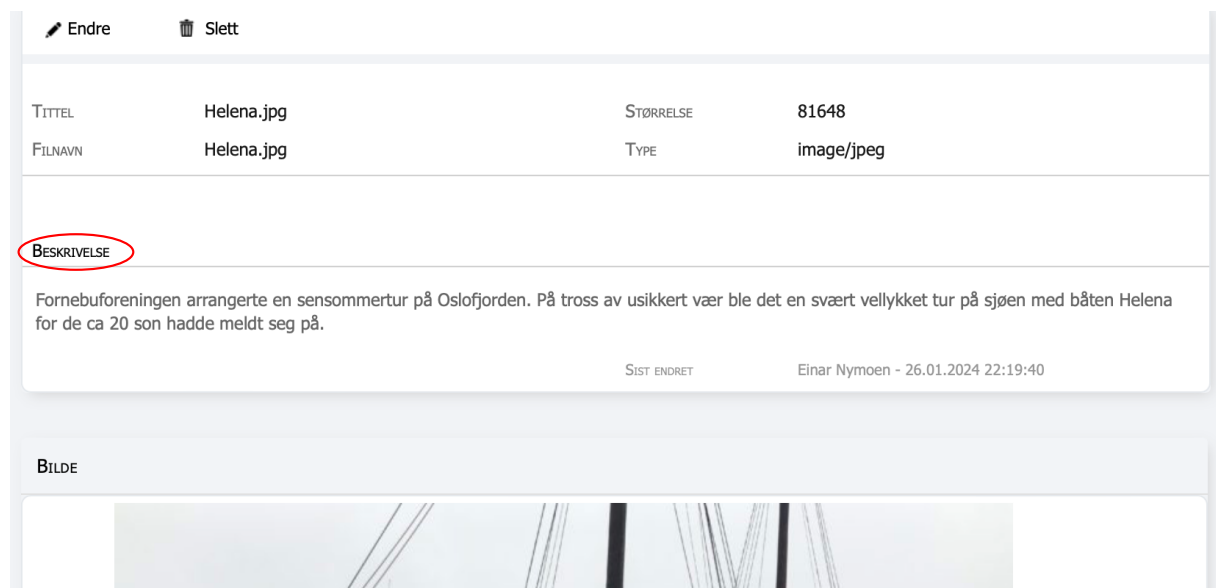 Endre Slett
Tittel Helena.jpg Størrelse 81648
Filnavn Helena.jpg Type image/jpeg
Beskrivelse
Fornebuforeningen arrangerte en sensommertur på Oslofjorden. På tross av usikkert vær ble det en svært vellykket tur på sjøen med båten Helena
for de ca 20 son hadde meldt seg på.
Sist endret Einar Nymoen - 26.01.2024 22:19:40
Bilde